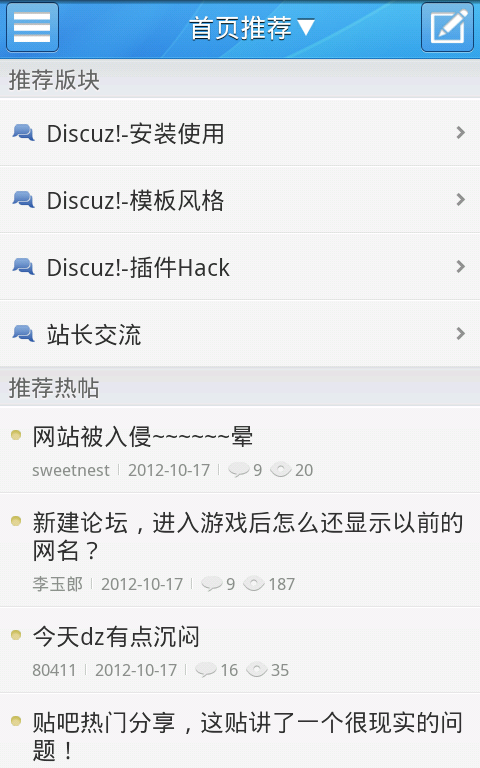 首页推荐▼
推荐版块
Discuz!-安装使用
Discuz!-模板风格
Discuz!-插件Hack
站长交流
推荐热帖
网站被入侵~~~~~~晕
sweetnest 2012-10-17 9 20
新建论坛，进入游戏后怎么还显示以前的
网名？
李玉郎 2012-10-17 9 187
今天dz有点沉闷
80411 2012-10-17 16 35
贴吧热门分享，这贴讲了一个很现实的问
题！